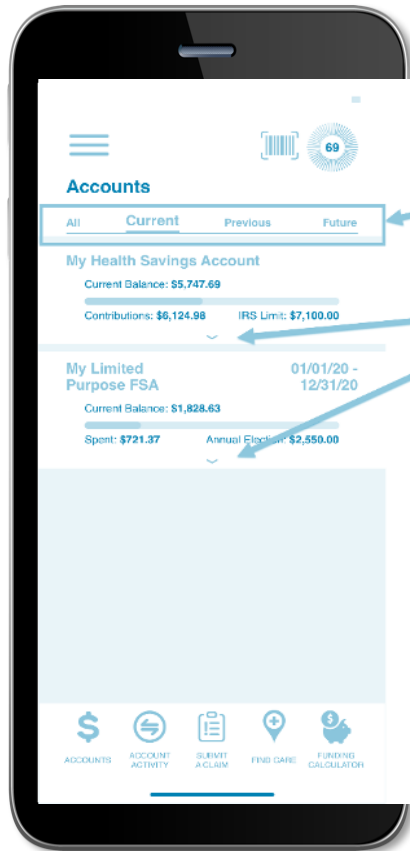 69
Accounts
All Current Previous Future
My Health Savings Account
Current Balance: $5,747.69
Contributions: $6,124.98 IRS Limit: $7,100.00
My Limited 01/01/20 -
Purpose FSA 12/31/20
Current Balance: $1,828.63
Spent: $721.37 Annual Election: $2,550.00
ACCOUNTS ACCOUNT SUBMIT FIND CARE FUNDING
ACTIVITY A CLAIM CALCULATOR